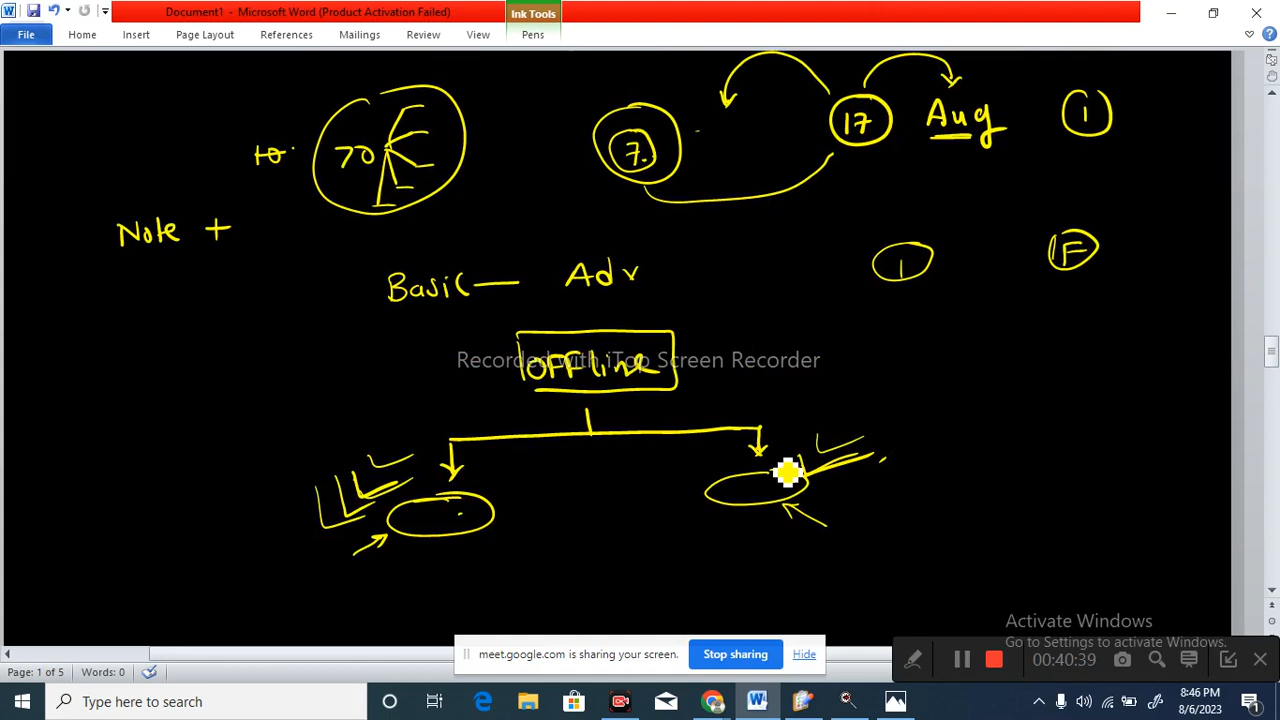 Document1 - Microsoft Word (Product Activation Failed)
Ink Tools
File Home Insert Page Layout References Mailings Review View Pens
17 Aug 1
10 70 7.
Note +
1 F
Basic — Adv
OFFline
Recorded with iTop Screen Recorder
Activate Windows
Go to Settings to activate Windows.
meet.google.com is sharing your screen. Stop sharing Hide
00:40:39
Page: 1 of 5 Words: 0
Type here to search
8:46 PM
8/6/2023